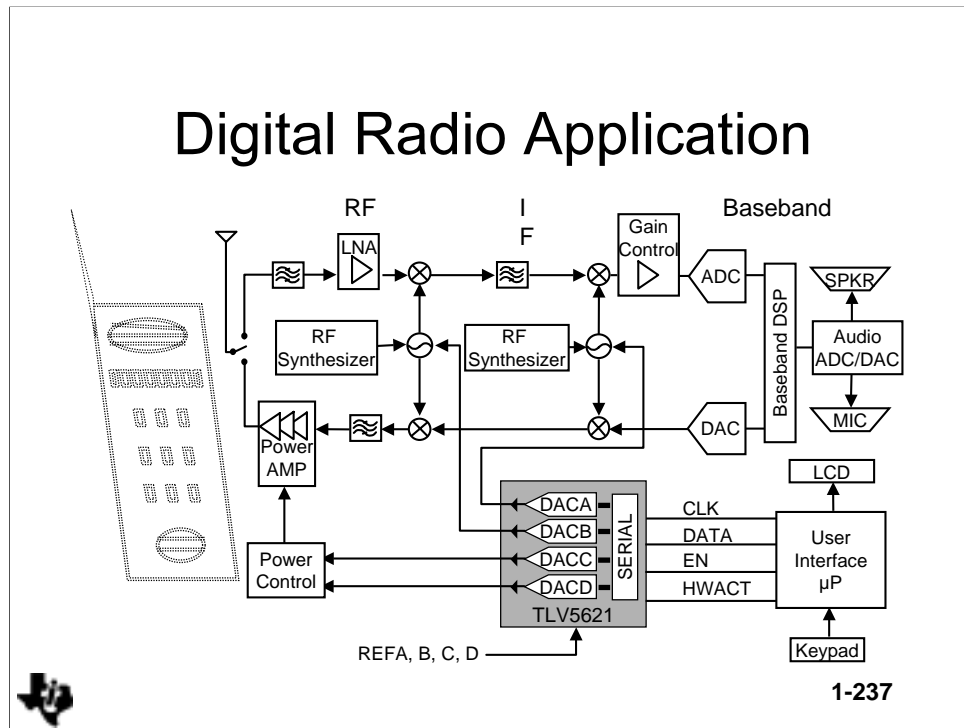 Digital Radio Application
RF
I
F
Baseband
LNA
Gain
Control
ADC
SPKR
RF
Synthesizer
RF
Synthesizer
Baseband DSP
Audio
ADC/DAC
Power
AMP
DAC
MIC
LCD
DACA
DACB
DACC
DACD
SERIAL
TLV5621
CLK
DATA
EN
HWACT
User
Interface
µP
Power
Control
REFA, B, C, D
Keypad
1-237